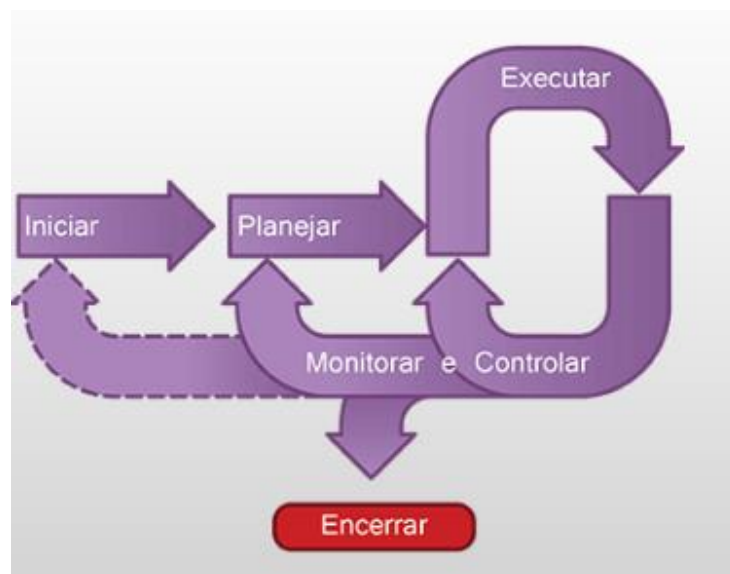 Executar
Iniciar
Planejar
Monitorar e Controlar
Encerrar